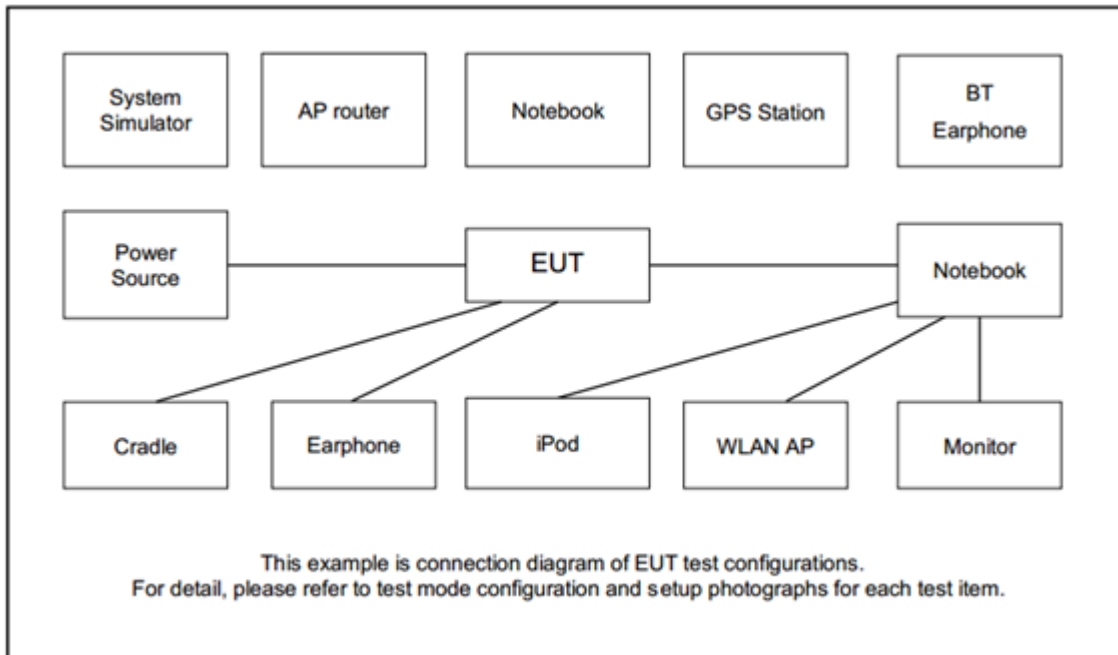 System
Simulator
AP router
Notebook
GPS Station
BT
Earphone
Power
Source
EUT
Notebook
Cradle
Earphone
iPod
WLAN AP
Monitor
This example is connection diagram of EUT test configurations.
For detail, please refer to test mode configuration and setup photographs for each test item.